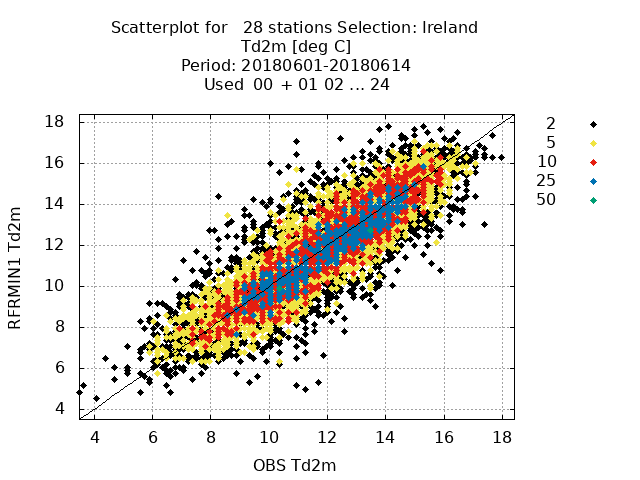 Scatterplot for   28 stations Selection: Ireland
Td2m [deg C]
Period: 20180601-20180614
Used  00 + 01 02 ... 24
18
16
14
12
10
8
6
4
RFRMIN1 Td2m
4 6 8 10 12 14 16 18
OBS Td2m
2
5
10
25
50